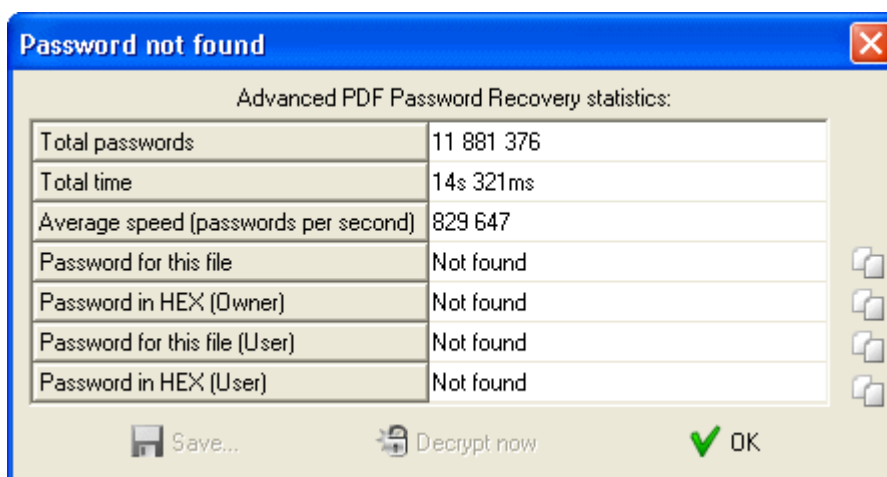 Password not found
Advanced PDF Password Recovery statistics:
Total passwords 11 881 376
Total time 14s 321ms
Average speed (passwords per second) 829 647
Password for this file Not found
Password in HEX (Owner) Not found
Password for this file (User) Not found
Password in HEX (User) Not found
Save... Decrypt now OK